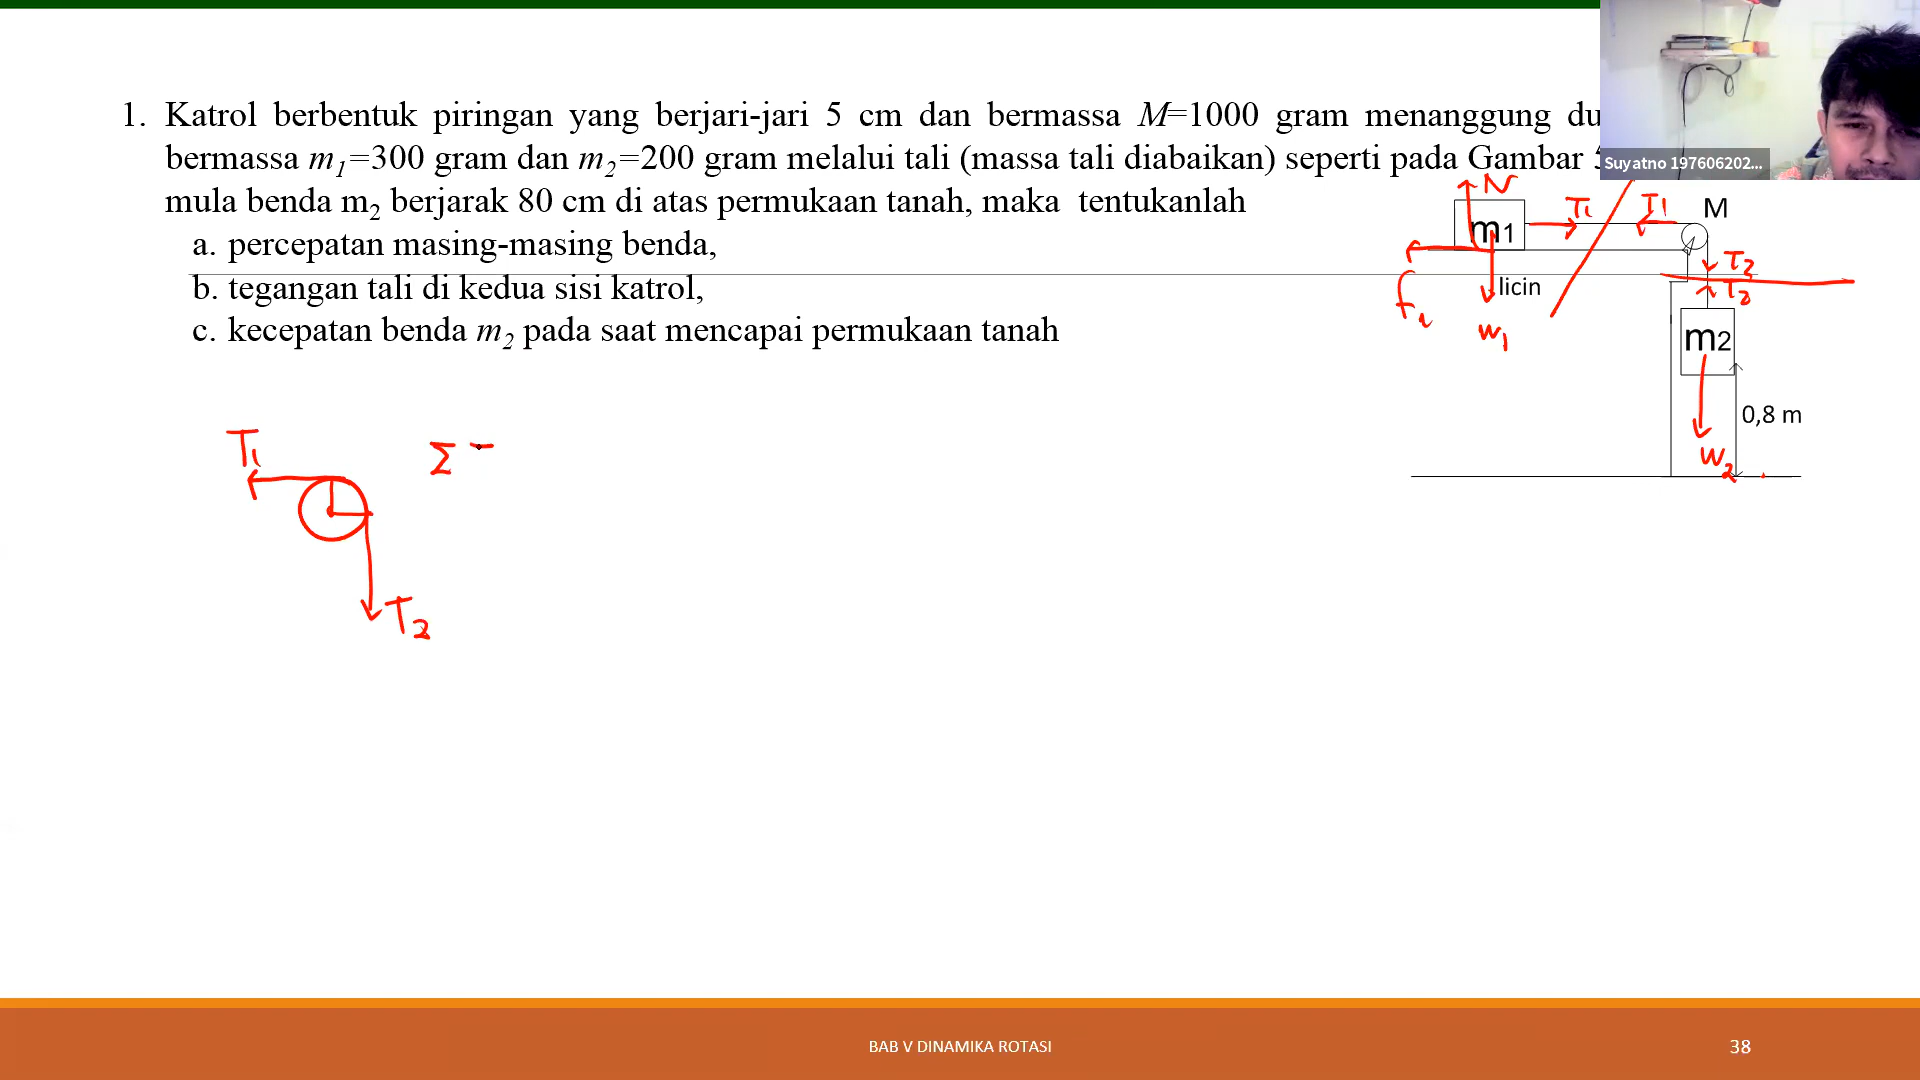 1. Katrol berbentuk piringan yang berjari-jari 5 cm dan bermassa M=1000 gram menanggung
bermassa m1=300 gram dan m2=200 gram melalui tali (massa tali diabaikan) seperti pada Gambar
mula benda m2 berjarak 80 cm di atas permukaan tanah, maka tentukanlah
a. percepatan masing-masing benda,
b. tegangan tali di kedua sisi katrol,
c. kecepatan benda m2 pada saat mencapai permukaan tanah
Suyatno 197606202...
N
m1
T1
T1
M
T2
T2
licin
w1
m2
0,8 m
W2
T1
Σ
T2
BAB V DINAMIKA ROTASI
38